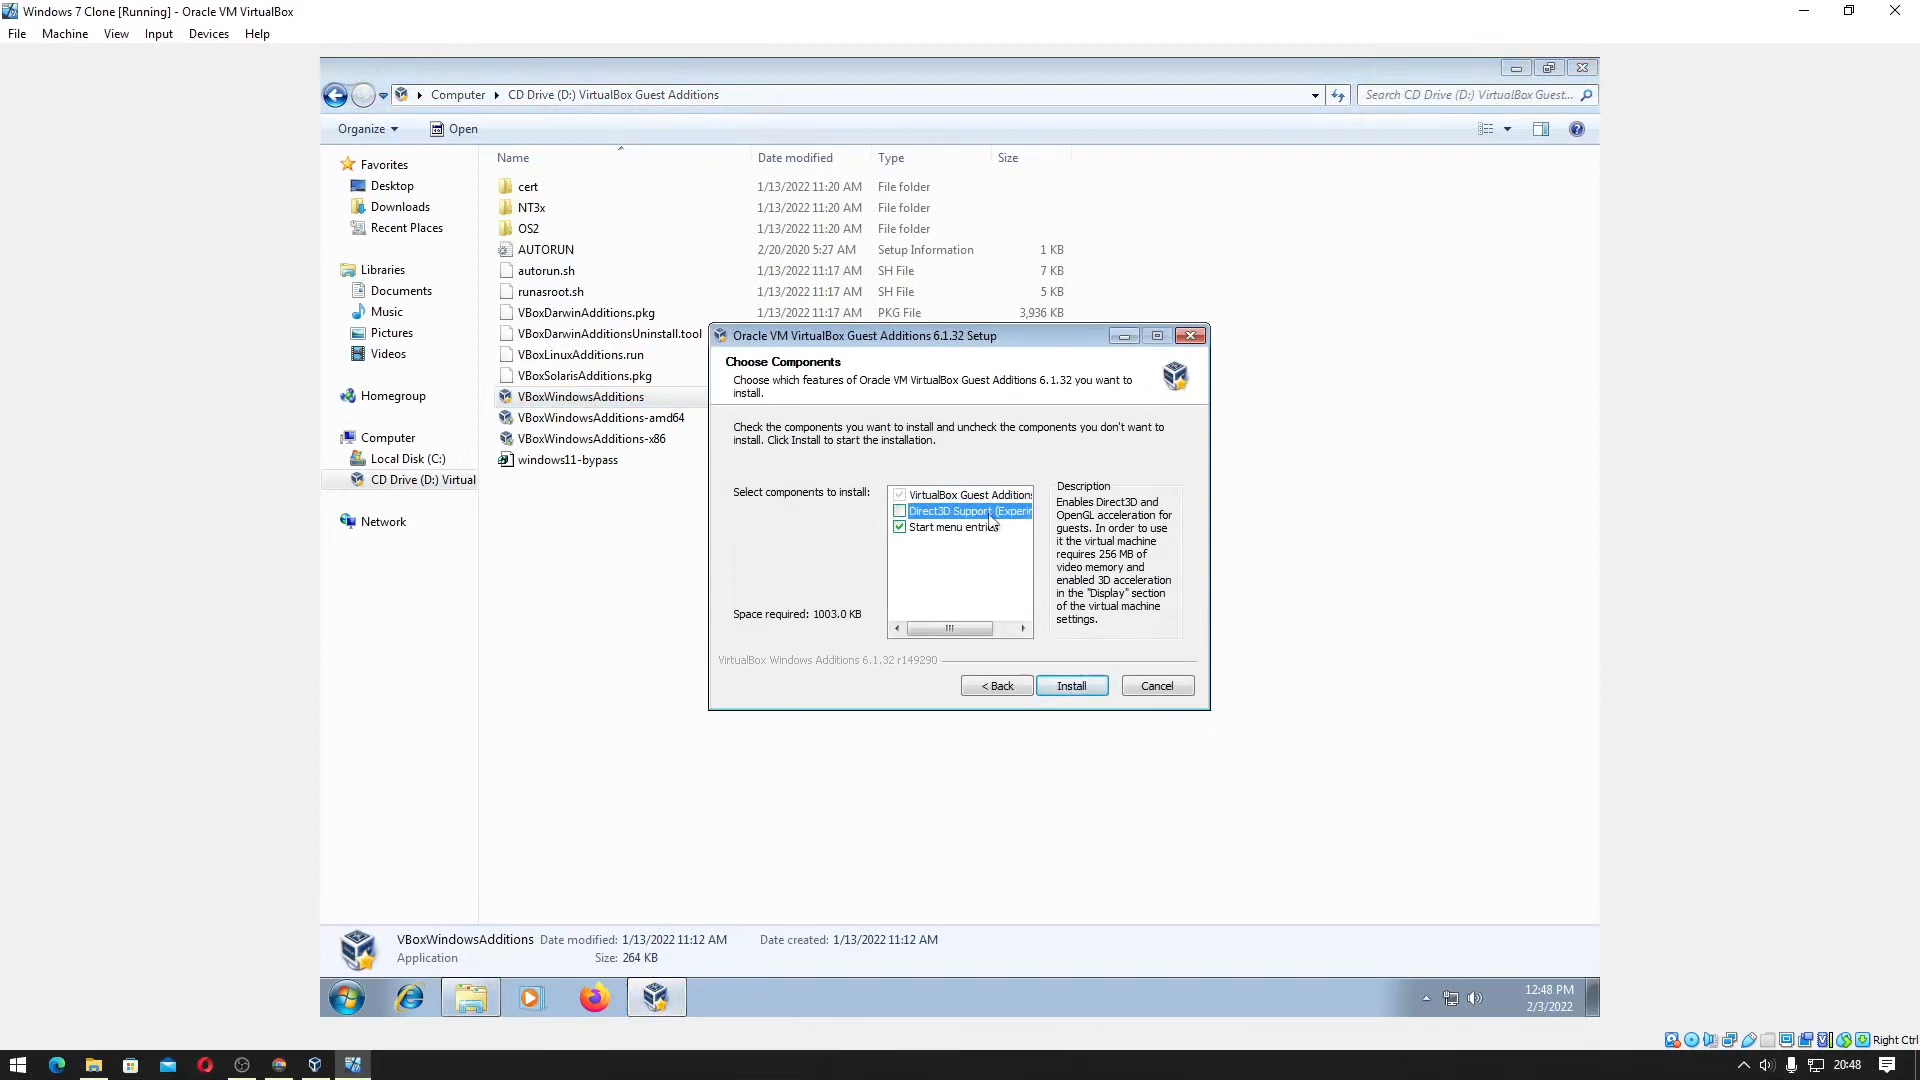 Windows 7 Clone [Running] - Oracle VM VirtualBox
File Machine View Input Devices Help
Computer CD Drive (D:) VirtualBox Guest Additions
Search CD Drive (D:) VirtualBox Guest...
Organize Open
Name Date modified Type Size
Favorites
Desktop
Downloads
Recent Places
Libraries
Documents
Music
Pictures
Videos
Homegroup
Computer
Local Disk (C:)
CD Drive (D:) Virtual
Network
cert 1/13/2022 11:20 AM File folder
NT3x 1/13/2022 11:20 AM File folder
OS2 1/13/2022 11:20 AM File folder
AUTORUN 2/20/2020 5:27 AM Setup Information 1 KB
autorun.sh 1/13/2022 11:17 AM SH File 7 KB
runasroot.sh 1/13/2022 11:17 AM SH File 5 KB
VBoxDarwinAdditions.pkg 1/13/2022 11:17 AM PKG File 3,936 KB
VBoxDarwinAdditionsUninstall.tool
VBoxLinuxAdditions.run
VBoxSolarisAdditions.pkg
VBoxWindowsAdditions
VBoxWindowsAdditions-amd64
VBoxWindowsAdditions-x86
windows11-bypass
Oracle VM VirtualBox Guest Additions 6.1.32 Setup
Choose Components
Choose which features of Oracle VM VirtualBox Guest Additions 6.1.32 you want to
install.
Check the components you want to install and uncheck the components you don't want to
install. Click Install to start the installation.
Select components to install:
VirtualBox Guest Additions
Direct3D Support (Experim
Start menu entries
Space required: 1003.0 KB
Description
Enables Direct3D and
OpenGL acceleration for
guests. In order to use
it the virtual machine
requires 256 MB of
video memory and
enabled 3D acceleration
in the "Display" section
of the virtual machine
settings.
VirtualBox Windows Additions 6.1.32 r149290
< Back Install Cancel
VBoxWindowsAdditions Date modified: 1/13/2022 11:12 AM Date created: 1/13/2022 11:12 AM
Application Size: 264 KB
12:48 PM
2/3/2022
Right Ctrl
20:48